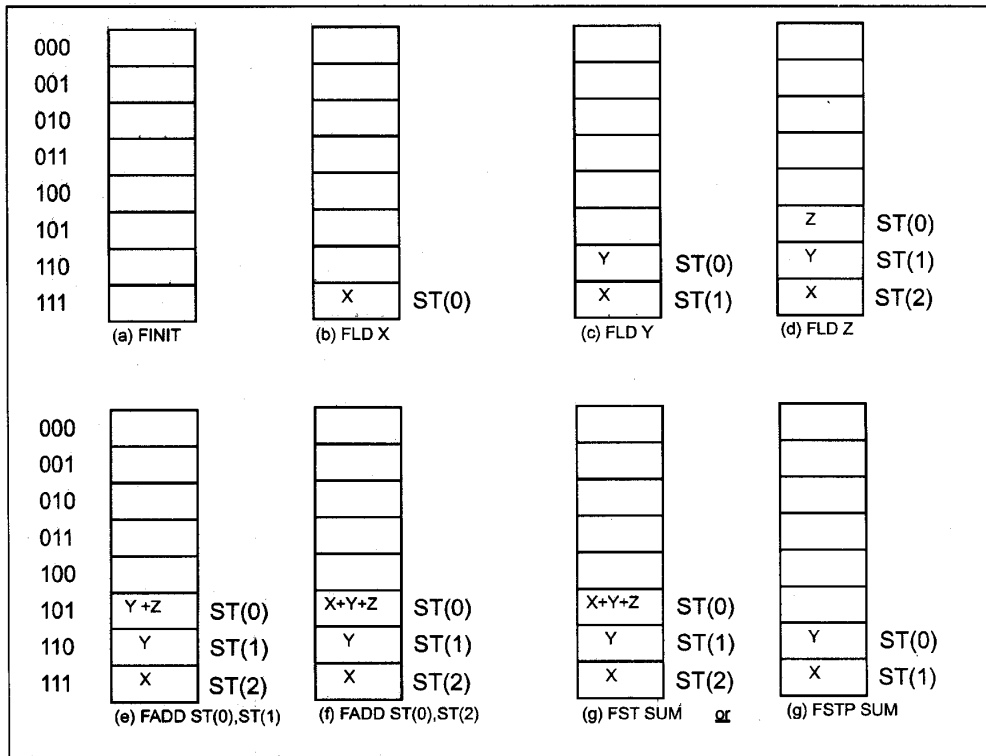 000
001
010
011
100
101
110
111
X ST(0)
Y ST(0)
X ST(1)
Z ST(0)
Y ST(1)
X ST(2)
(a) FINIT (b) FLD X (c) FLD Y (d) FLD Z
000
001
010
011
100
101 Y +Z ST(0) X+Y+Z ST(0) X+Y+Z ST(0)
110 Y ST(1) Y ST(1) Y ST(1) Y ST(0)
111 X ST(2) X ST(2) X ST(2) X ST(1)
(e) FADD ST(0),ST(1) (f) FADD ST(0),ST(2) (g) FST SUM or (g) FSTP SUM